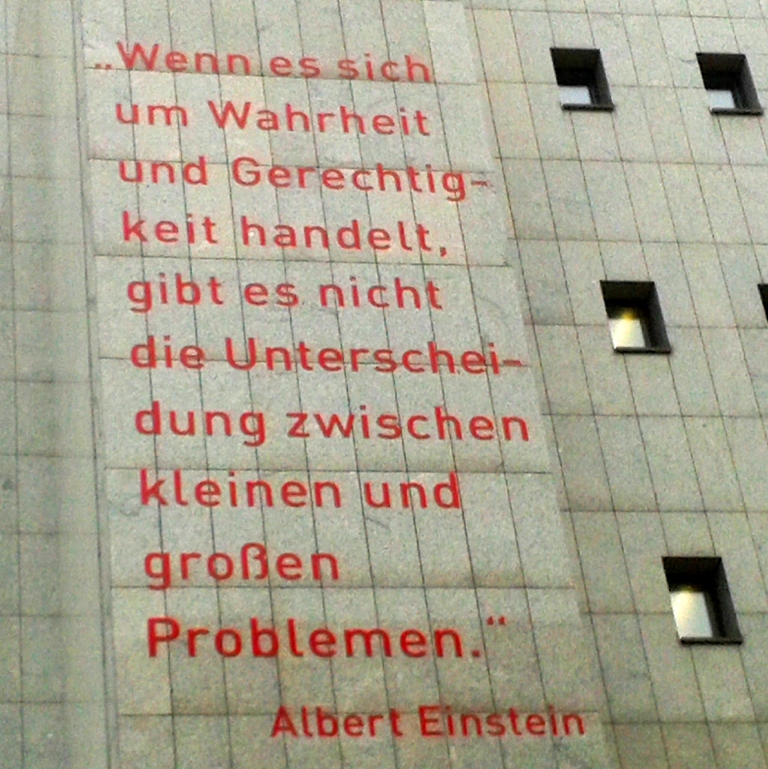 „Wenn es sich
um Wahrheit
und Gerechtig-
keit handelt,
gibt es nicht
die Unterschei-
dung zwischen
kleinen und
großen
Problemen.“
Albert Einstein